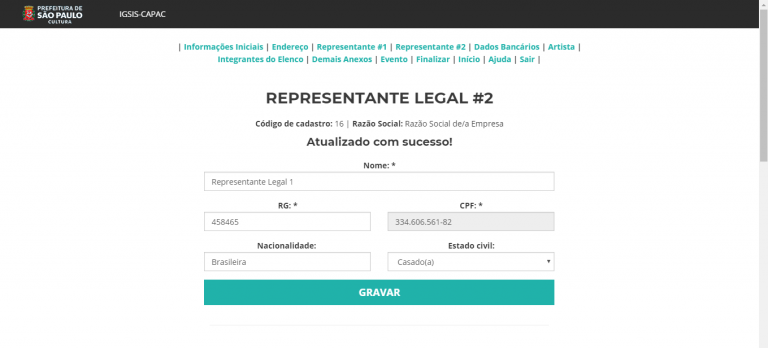 PREFEITURA DE
SÃO PAULO
CULTURA
IGSIS-CAPAC
| Informações Iniciais | Endereço | Representante #1 | Representante #2 | Dados Bancários | Artista |
Integrantes do Elenco | Demais Anexos | Evento | Finalizar | Início | Ajuda | Sair |
REPRESENTANTE LEGAL #2
Código de cadastro: 16 | Razão Social: Razão Social de/a Empresa
Atualizado com sucesso!
Nome: *
Representante Legal 1
RG: * CPF: *
458465 334.606.561-82
Nacionalidade: Estado civil:
Brasileira Casado(a)
GRAVAR